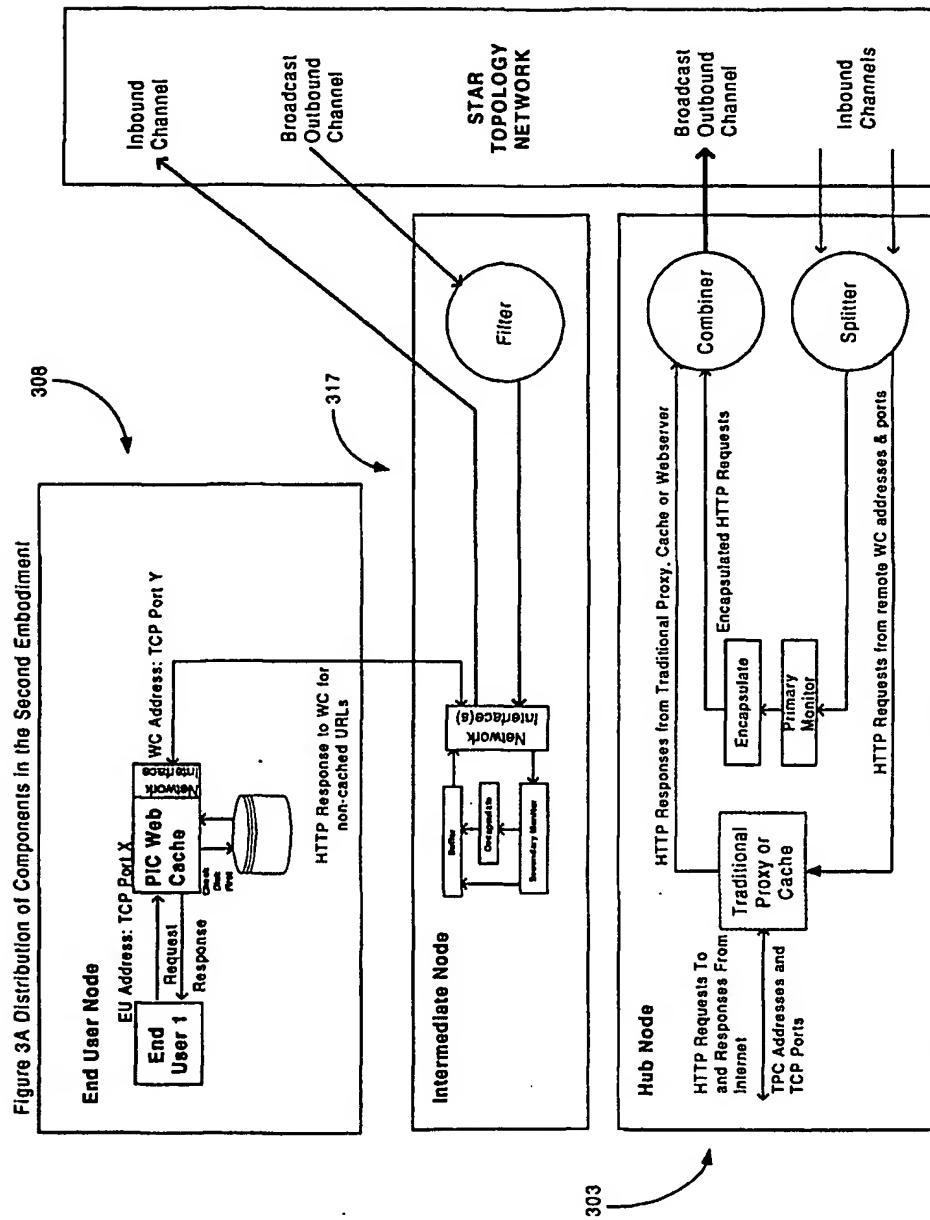 Figure 3A Distribution of Components in the Second Embodiment
308
End User Node
End
User 1
EU Address: TCP Port X
Request
Response
PIC Web
Cache
Network
Interface
Check
Disk
First
WC Address: TCP Port Y
HTTP Response to WC for
non-cached URLs
Inbound
Channel
317
Intermediate Node
Buffer
Decapsulate
Secondary Monitor
Network
Interface(s)
Filter
Broadcast
Outbound
Channel
STAR
TOPOLOGY
NETWORK
303
Hub Node
HTTP Requests To
and Responses From
Internet
TPC Addresses and
TCP Ports
Traditional
Proxy or
Cache
HTTP Responses from Traditional Proxy, Cache or Webserver
Encapsulate
Primary
Monitor
Encapsulated HTTP Requests
HTTP Requests from remote WC addresses & ports
Combiner
Splitter
Broadcast
Outbound
Channel
Inbound
Channels